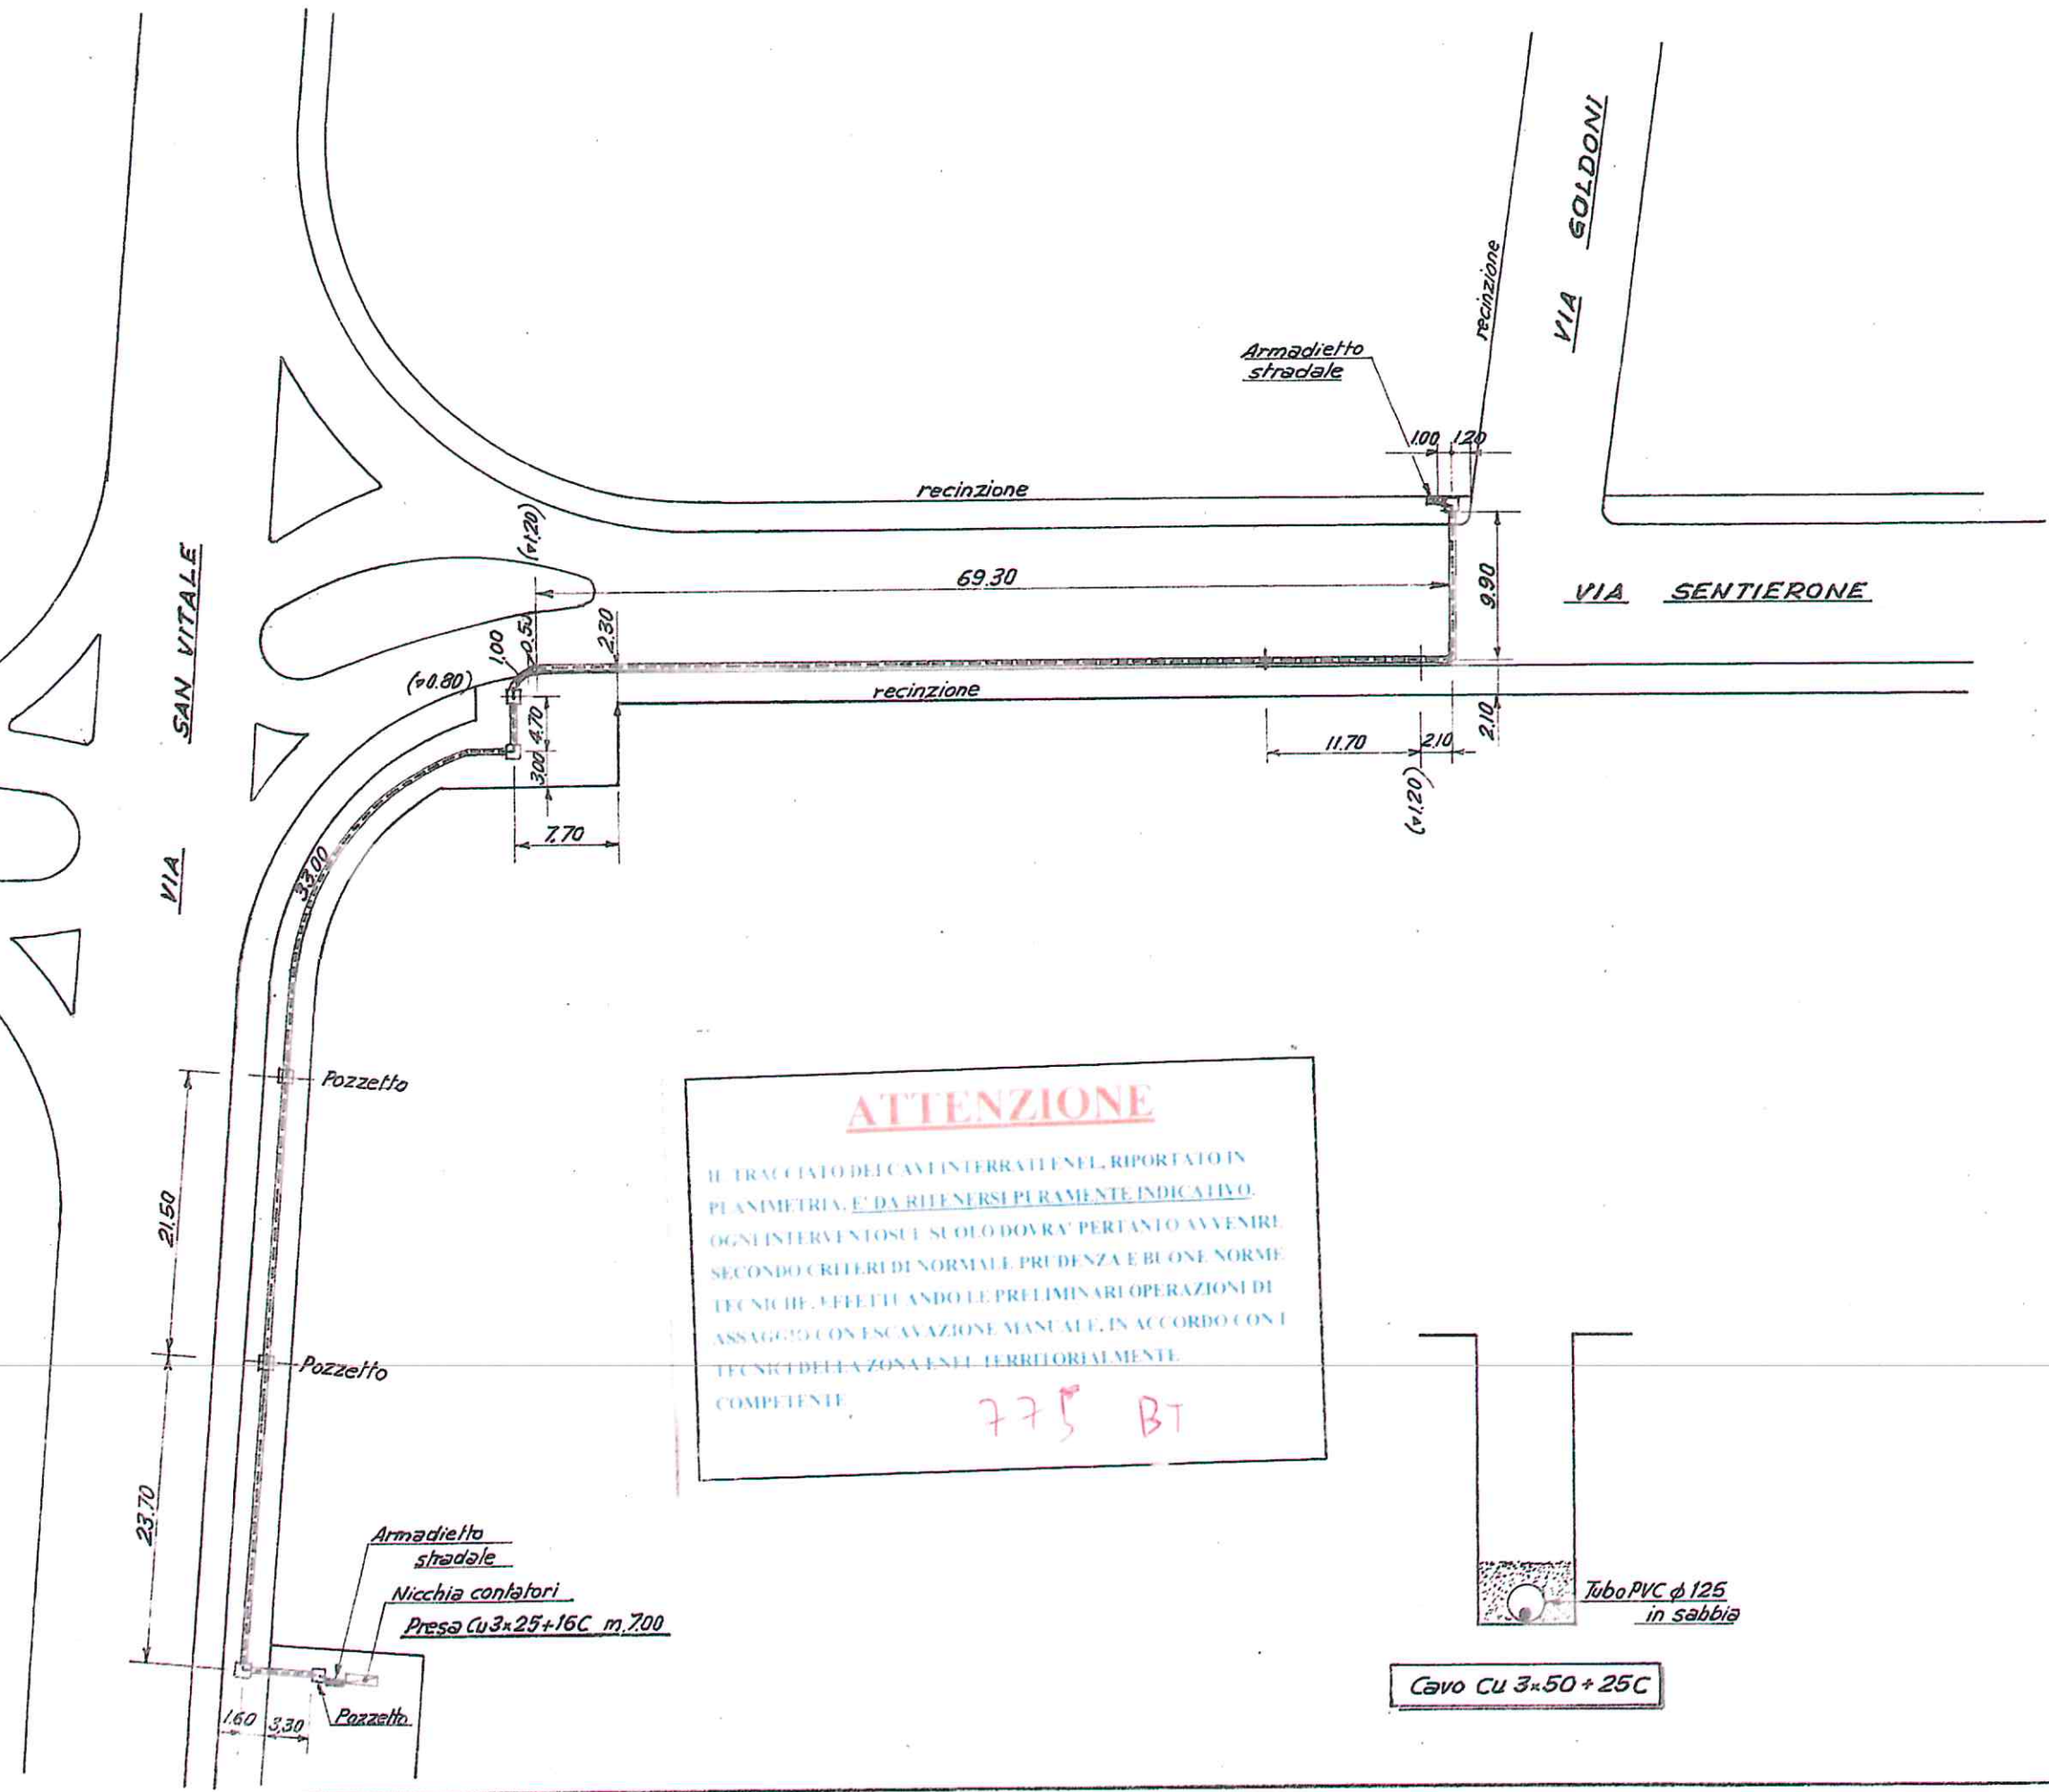 VIA GOLDONI
recinzione
Armadietto
stradale
1.00 1.20
recinzione
(▿1.20)
69.30
9.90
VIA SENTIERONE
VIA SAN VITALE
1.00
0.50
2.30
(▿0.80)
recinzione
4.70
3.00
7.70
11.70
2.10
2.10
(▿1.20)
33.00
Pozzetto
21.50
Pozzetto
23.70
ATTENZIONE
IL TRACCIATO DEI CAVI INTERRATI ENEL, RIPORTATO IN
PLANIMETRIA, E' DA RITENERSI PURAMENTE INDICATIVO.
OGNI INTERVENTO SUL SUOLO DOVRA' PERTANTO AVVENIRE
SECONDO CRITERI DI NORMALE PRUDENZA E BUONE NORME
TECNICHE, EFFETTUANDO LE PRELIMINARI OPERAZIONI DI
ASSAGGIO CON ESCAVAZIONE MANUALE, IN ACCORDO CON I
TECNICI DELLA ZONA ENEL TERRITORIALMENTE
COMPETENTE
775 BT
Armadietto
stradale
Nicchia contatori
Presa Cu 3x25+16C m. 7.00
Pozzetto
1.60
3.30
Tubo PVC ϕ 125
in sabbia
Cavo Cu 3x50+25C